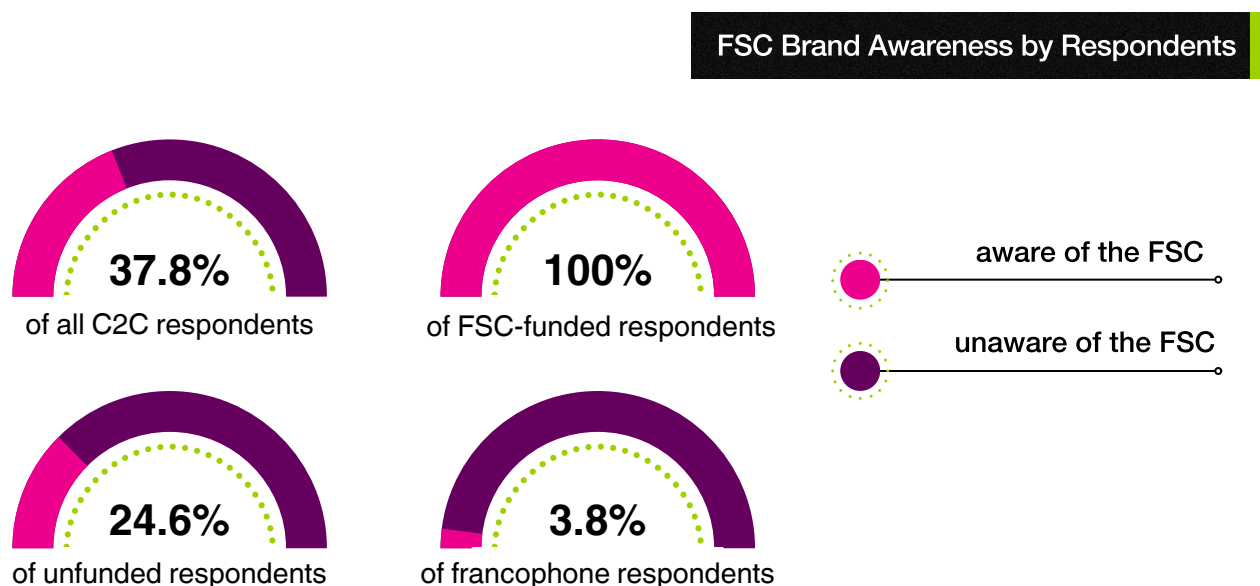 FSC Brand Awareness by Respondents
37.8%
of all C2C respondents
100%
of FSC-funded respondents
aware of the FSC
unaware of the FSC
24.6%
of unfunded respondents
3.8%
of francophone respondents